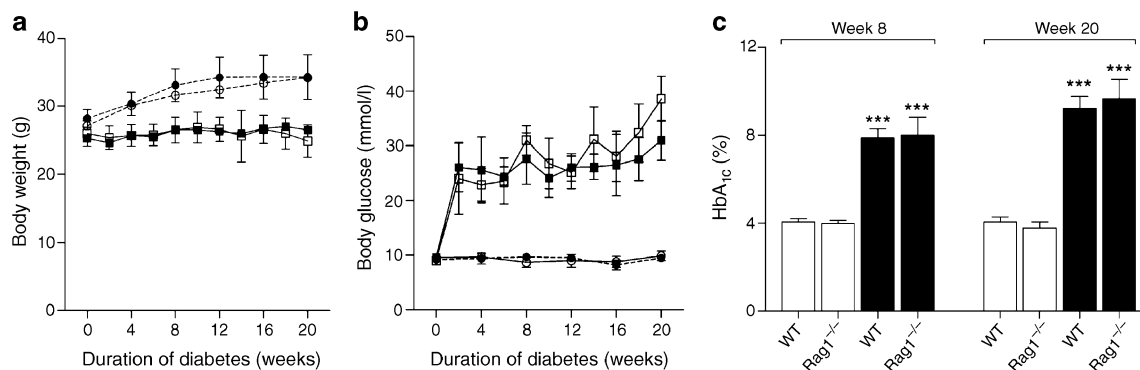 a
40
30
20
10
0
Body weight (g)
0 4 8 12 16 20
Duration of diabetes (weeks)
b
50
40
30
20
10
0
Body glucose (mmol/l)
0 4 8 12 16 20
Duration of diabetes (weeks)
c
Week 8 Week 20
12
8
4
0
HbA1C (%)
*** *** *** ***
WT Rag1−/− WT Rag1−/− WT Rag1−/− WT Rag1−/−